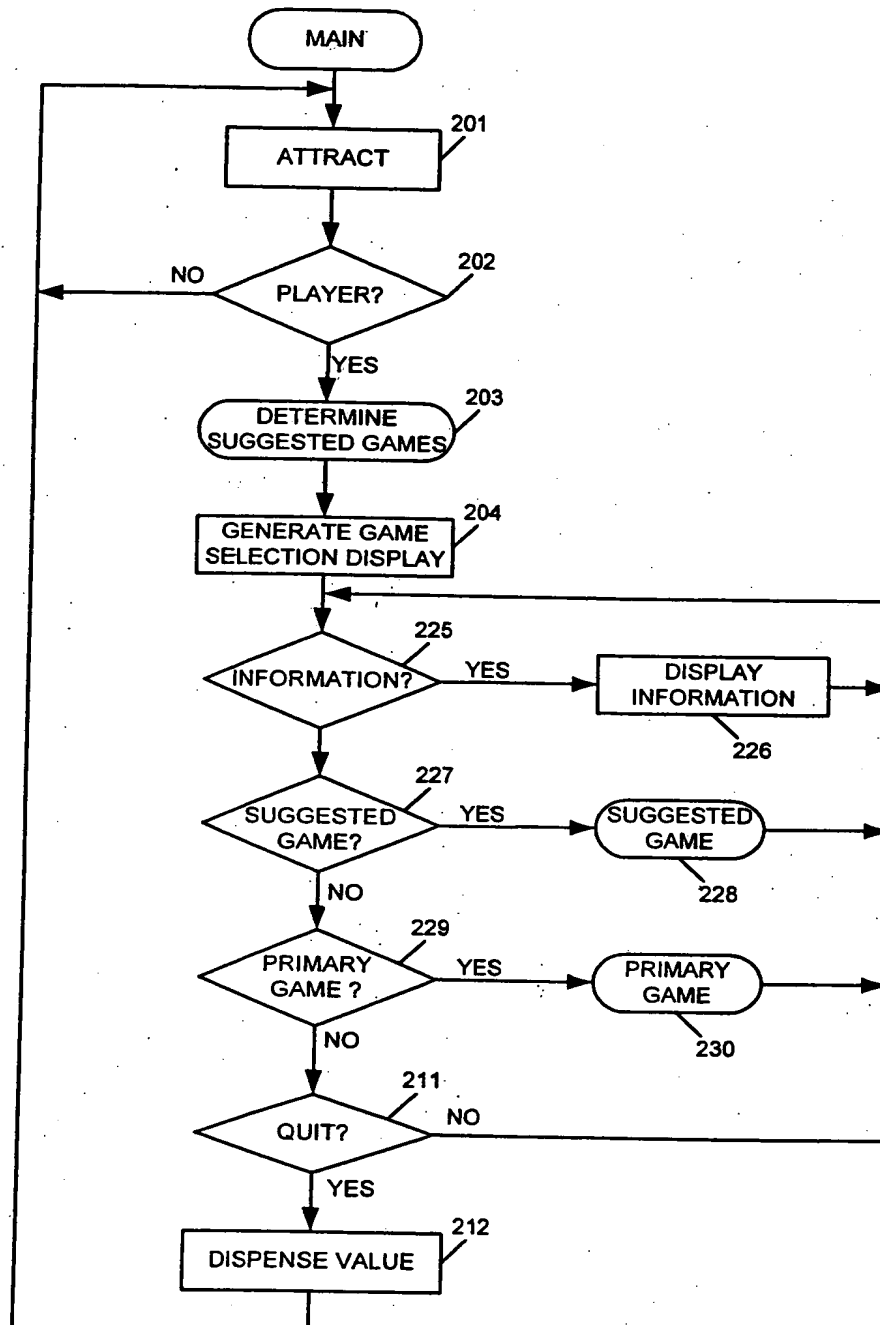 MAIN
201
ATTRACT
202
NO
PLAYER?
YES
203
DETERMINE
SUGGESTED GAMES
204
GENERATE GAME
SELECTION DISPLAY
225
INFORMATION?
YES
DISPLAY
INFORMATION
226
227
SUGGESTED
GAME?
YES
SUGGESTED
GAME
228
NO
229
PRIMARY
GAME ?
YES
PRIMARY
GAME
230
NO
211
QUIT?
NO
YES
212
DISPENSE VALUE